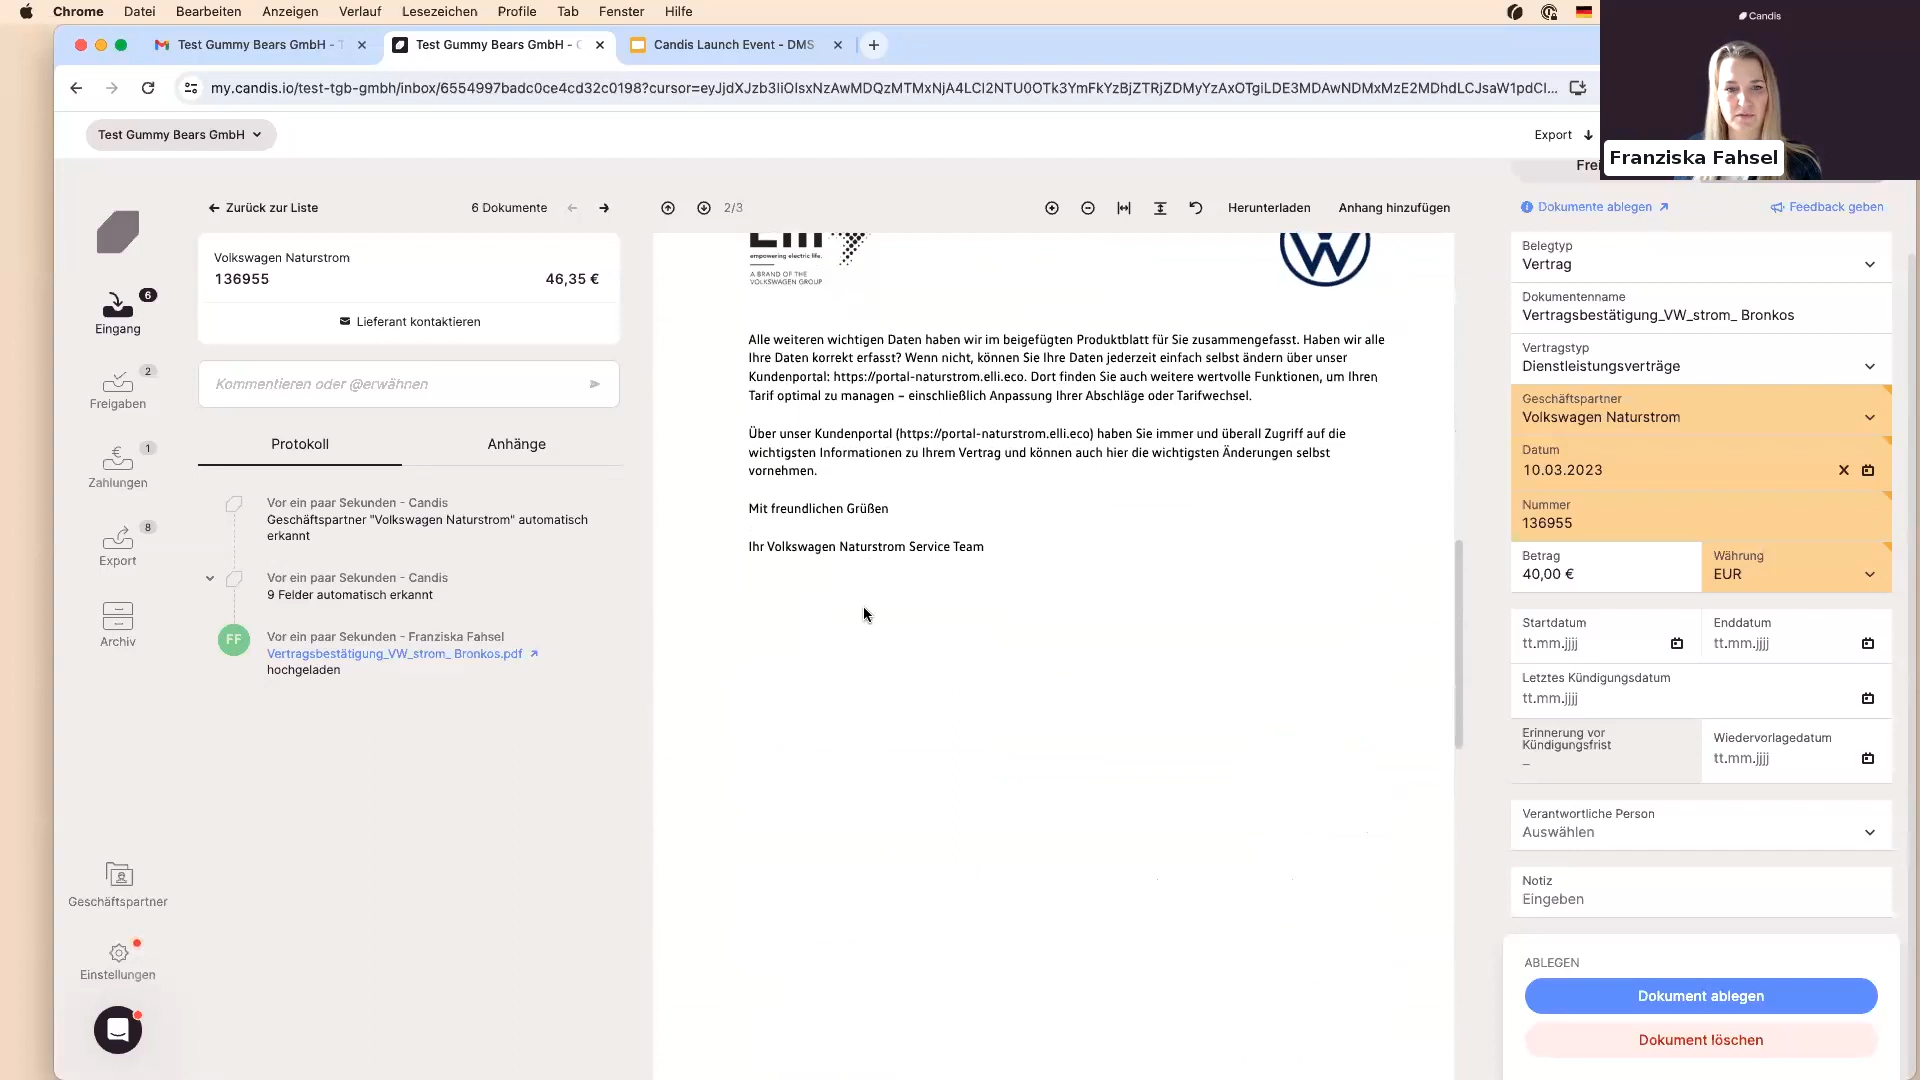 Chrome Datei Bearbeiten Anzeigen Verlauf Lesezeichen Profile Tab Fenster Hilfe
Candis
Test Gummy Bears GmbH -
Test Gummy Bears GmbH -
Candis Launch Event - DMS
my.candis.io/test-tgb-gmbh/inbox/
Test Gummy Bears GmbH
Export
Franziska Fahsel
Zurück zur Liste
6 Dokumente
2/3
Herunterladen
Anhang hinzufügen
Dokumente ablegen
Feedback geben
Eingang
6
Freigaben
2
Zahlungen
1
Export
8
Archiv
Geschäftspartner
Einstellungen
Volkswagen Naturstrom
136955
46,35 €
Lieferant kontaktieren
Kommentieren oder @erwähnen
Protokoll
Anhänge
Vor ein paar Sekunden - Candis
Geschäftspartner "Volkswagen Naturstrom" automatisch
erkannt
Vor ein paar Sekunden - Candis
9 Felder automatisch erkannt
FF
Vor ein paar Sekunden - Franziska Fahsel
Vertragsbestätigung_VW_strom_ Bronkos.pdf
hochgeladen
empowering electric life.
A BRAND OF THE
VOLKSWAGEN GROUP
Alle weiteren wichtigen Daten haben wir im beigefügten Produktblatt für Sie zusammengefasst. Haben wir alle
Ihre Daten korrekt erfasst? Wenn nicht, können Sie Ihre Daten jederzeit einfach selbst ändern über unser
Kundenportal: https://portal-naturstrom.elli.eco. Dort finden Sie auch weitere wertvolle Funktionen, um Ihren
Tarif optimal zu managen – einschließlich Anpassung Ihrer Abschläge oder Tarifwechsel.
Über unser Kundenportal (https://portal-naturstrom.elli.eco) haben Sie immer und überall Zugriff auf die
wichtigsten Informationen zu Ihrem Vertrag und können auch hier die wichtigsten Änderungen selbst
vornehmen.
Mit freundlichen Grüßen
Ihr Volkswagen Naturstrom Service Team
Belegtyp
Vertrag
Dokumentenname
Vertragsbestätigung_VW_strom_ Bronkos
Vertragstyp
Dienstleistungsverträge
Geschäftspartner
Volkswagen Naturstrom
Datum
10.03.2023
Nummer
136955
Betrag
40,00 €
Währung
EUR
Startdatum
tt.mm.jjjj
Enddatum
tt.mm.jjjj
Letztes Kündigungsdatum
tt.mm.jjjj
Erinnerung vor
Kündigungsfrist
–
Wiedervorlagedatum
tt.mm.jjjj
Verantwortliche Person
Auswählen
Notiz
Eingeben
ABLEGEN
Dokument ablegen
Dokument löschen